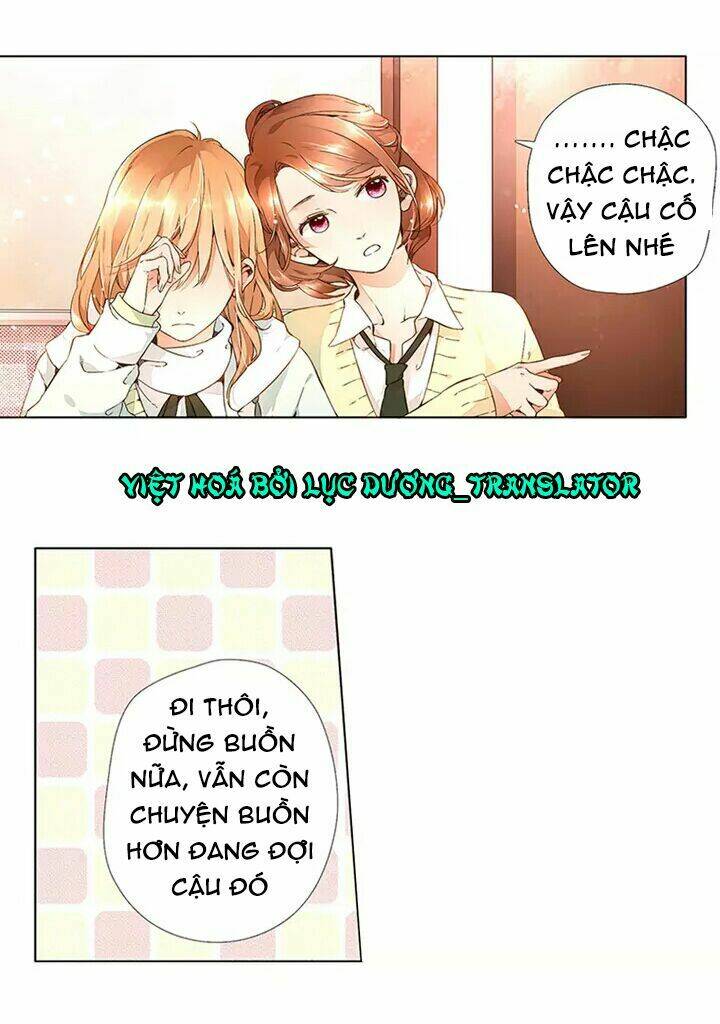 ....... CHẬC
CHẬC CHẬC.
VẬY CẬU CỐ
LÊN NHÉ
VIỆT HOÁ BỞI LỤC DƯƠNG_TRANSLATOR
ĐI THÔI,
ĐỪNG BUỒN
NỮA, VẪN CÒN
CHUYỆN BUỒN
HƠN ĐANG ĐỢI
CẬU ĐÓ